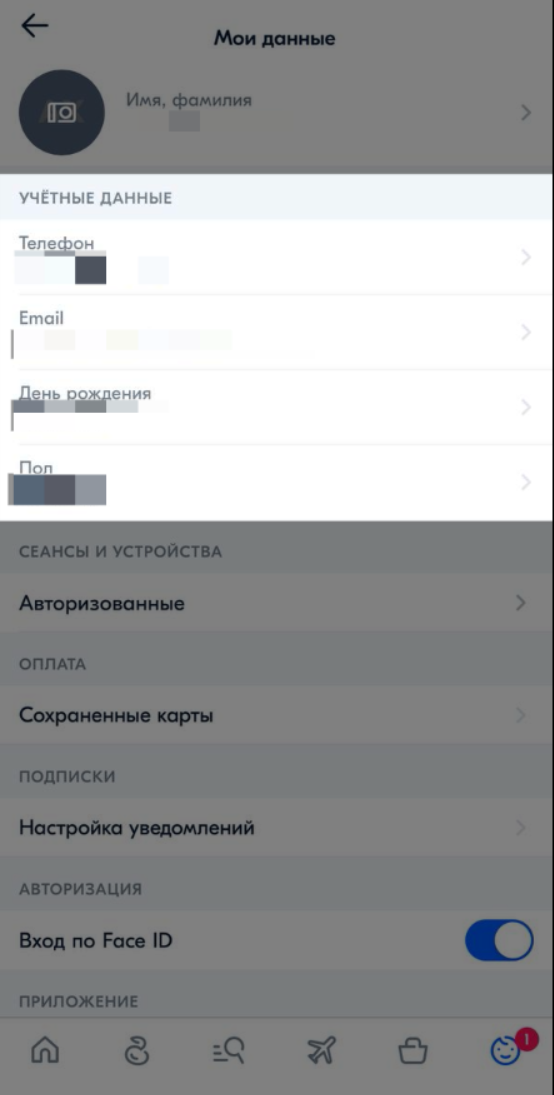 Мои данные
Имя, фамилия
УЧЁТНЫЕ ДАННЫЕ
Телефон
Email
День рождения
Пол
СЕАНСЫ И УСТРОЙСТВА
Авторизованные
ОПЛАТА
Сохраненные карты
ПОДПИСКИ
Настройка уведомлений
АВТОРИЗАЦИЯ
Вход по Face ID
ПРИЛОЖЕНИЕ
1